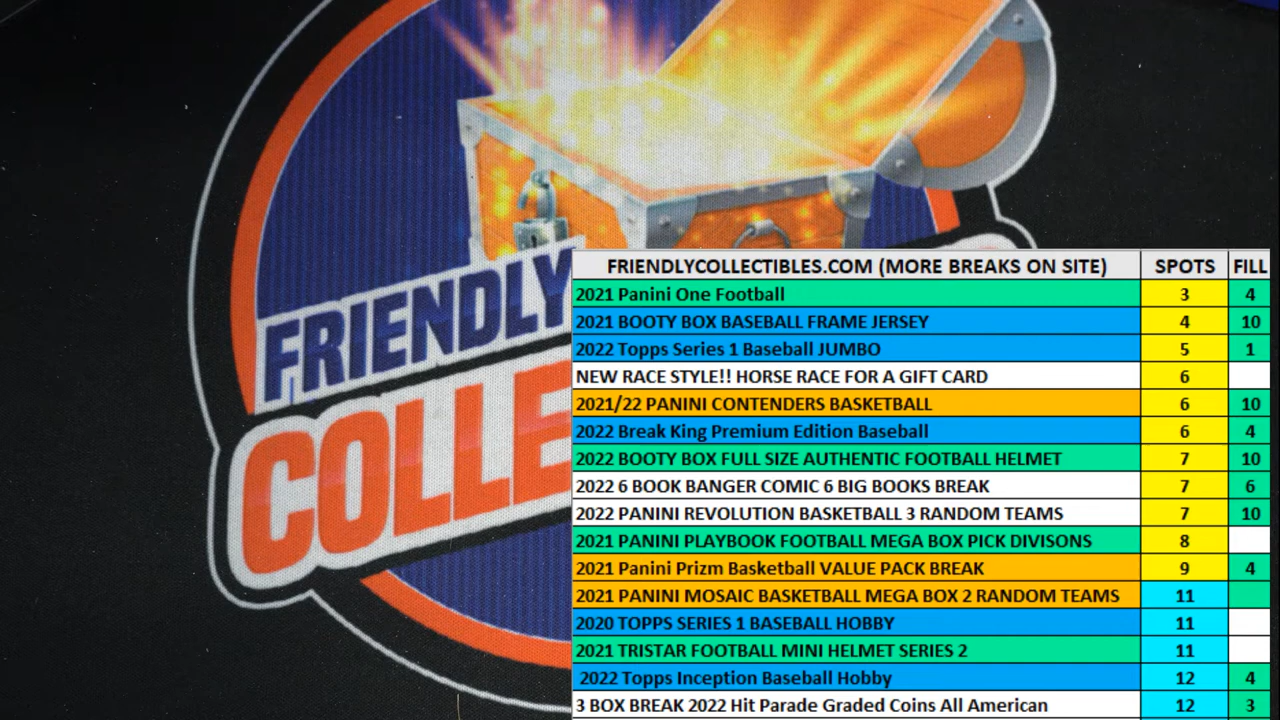 FRIENDLY
COLLE
FRIENDLYCOLLECTIBLES.COM (MORE BREAKS ON SITE) SPOTS FILL
2021 Panini One Football 3 4
2021 BOOTY BOX BASEBALL FRAME JERSEY 4 10
2022 Topps Series 1 Baseball JUMBO 5 1
NEW RACE STYLE!! HORSE RACE FOR A GIFT CARD 6
2021/22 PANINI CONTENDERS BASKETBALL 6 10
2022 Break King Premium Edition Baseball 6 4
2022 BOOTY BOX FULL SIZE AUTHENTIC FOOTBALL HELMET 7 10
2022 6 BOOK BANGER COMIC 6 BIG BOOKS BREAK 7 6
2022 PANINI REVOLUTION BASKETBALL 3 RANDOM TEAMS 7 10
2021 PANINI PLAYBOOK FOOTBALL MEGA BOX PICK DIVISONS 8
2021 Panini Prizm Basketball VALUE PACK BREAK 9 4
2021 PANINI MOSAIC BASKETBALL MEGA BOX 2 RANDOM TEAMS 11
2020 TOPPS SERIES 1 BASEBALL HOBBY 11
2021 TRISTAR FOOTBALL MINI HELMET SERIES 2 11
2022 Topps Inception Baseball Hobby 12 4
3 BOX BREAK 2022 Hit Parade Graded Coins All American 12 3